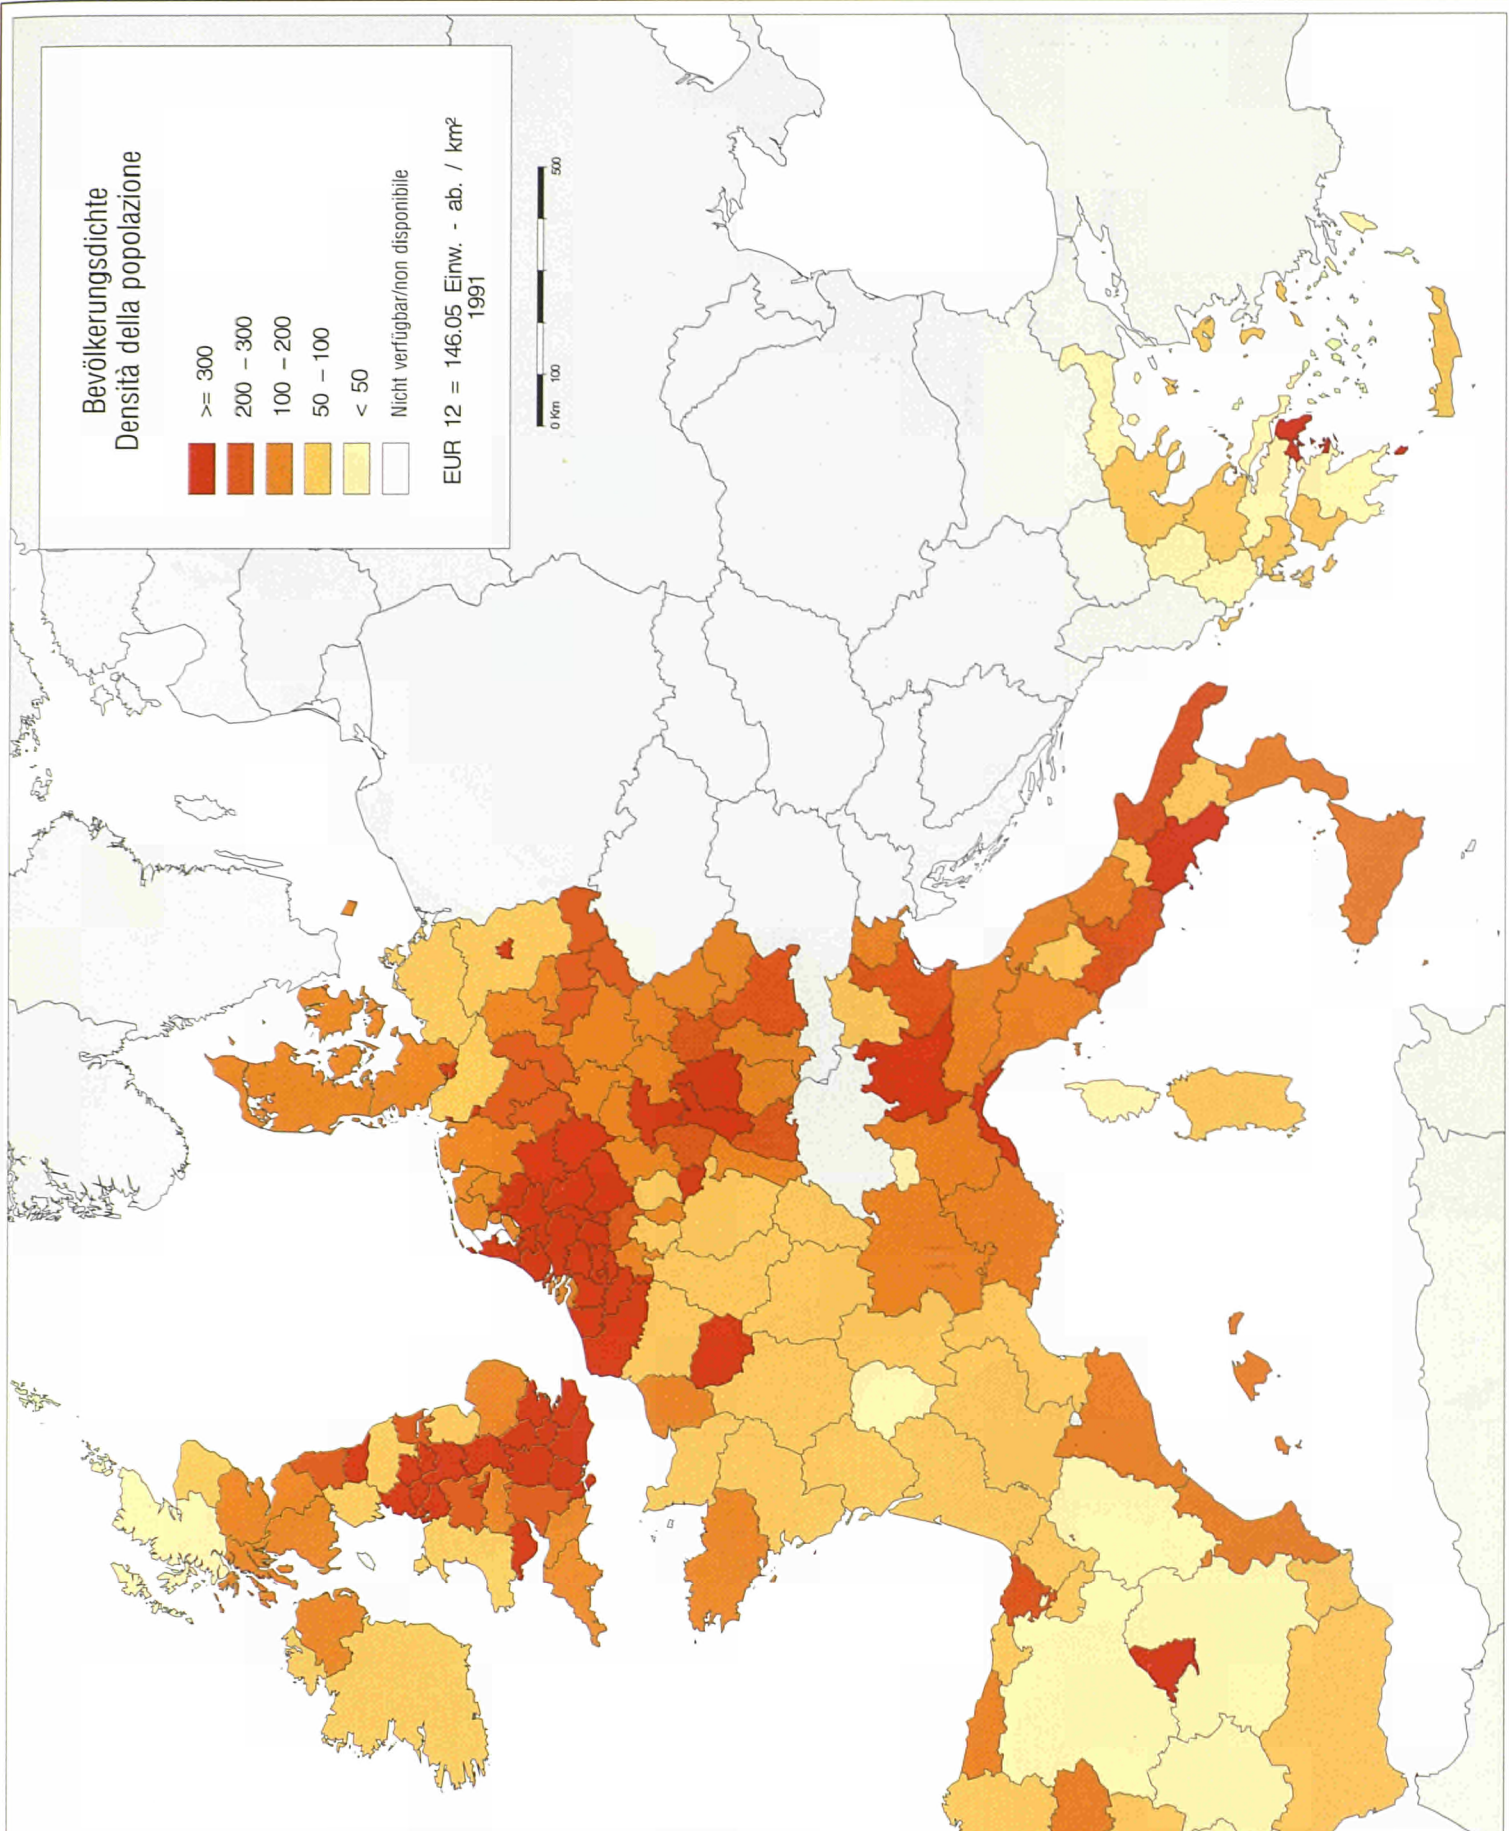 Bevölkerungsdichte
Densità della popolazione
>= 300
200 – 300
100 – 200
50 – 100
< 50
Nicht verfügbar/non disponibile
EUR 12 = 146.05 Einw. - ab. / km²
1991
0 Km 100 500